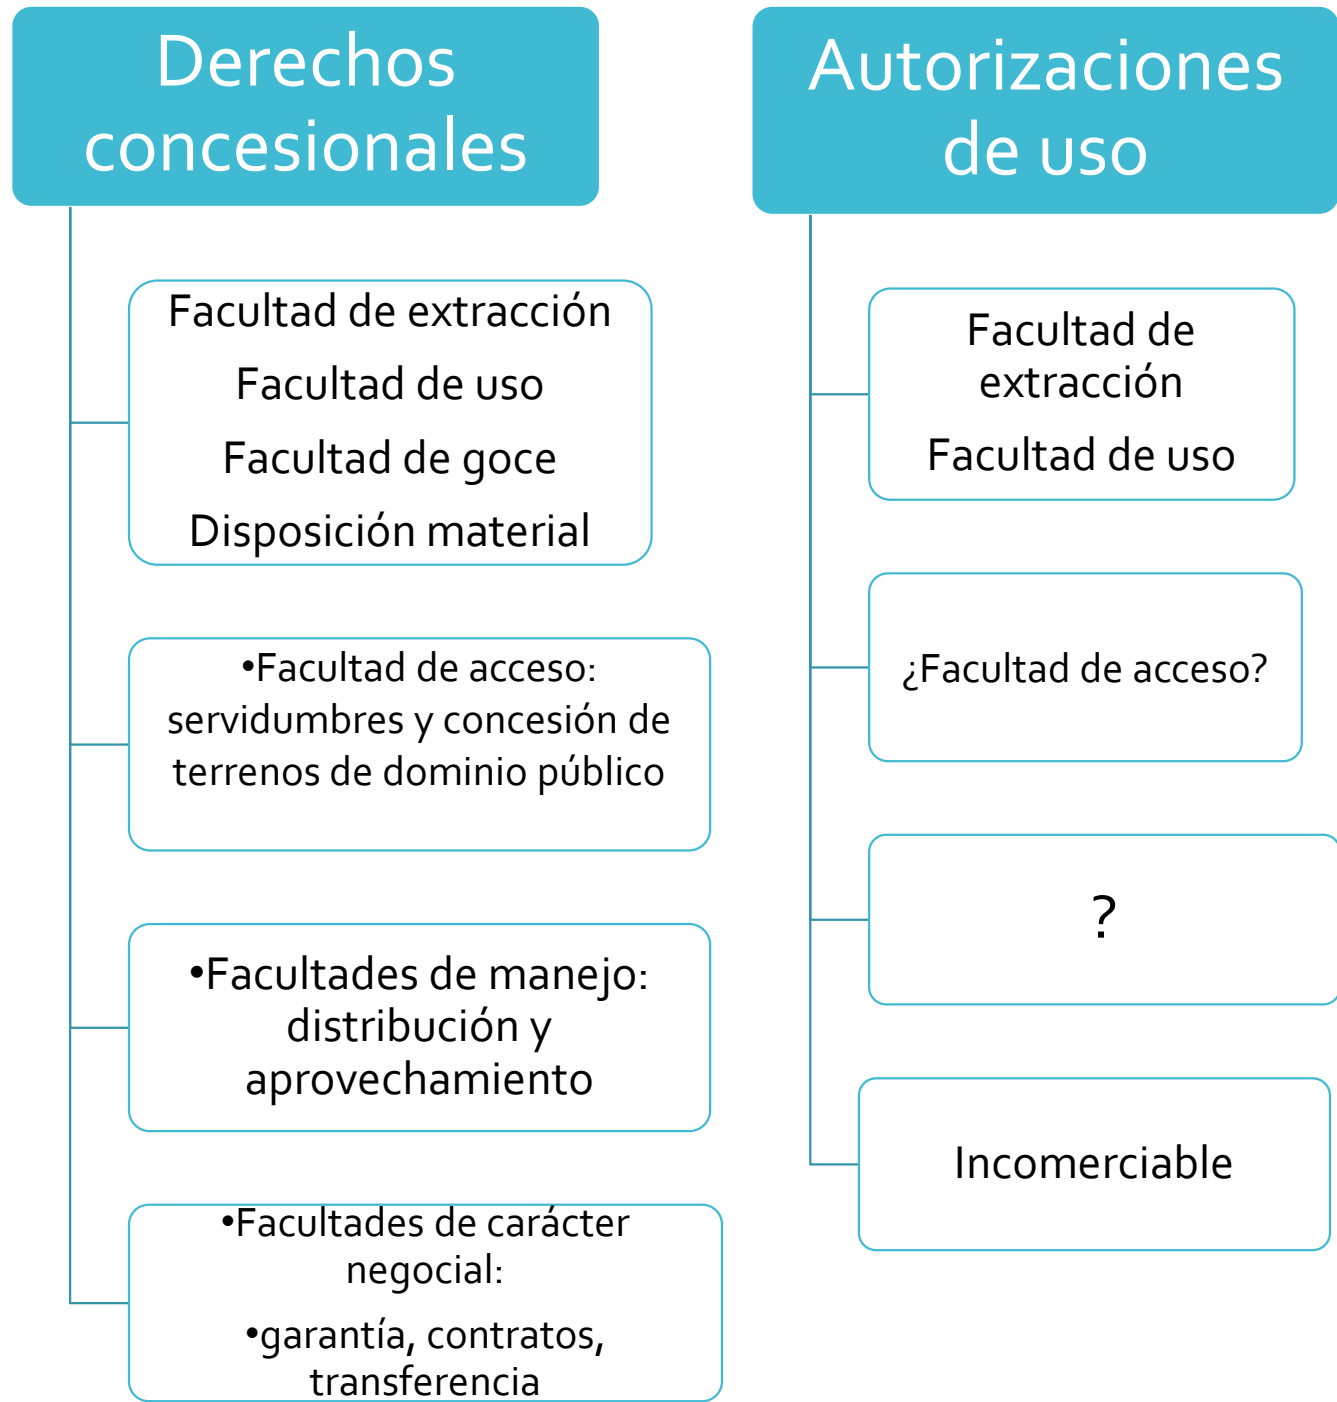 Derechos
concesionales
Facultad de extracción
Facultad de uso
Facultad de goce
Disposición material
•Facultad de acceso:
servidumbres y concesión de
terrenos de dominio público
•Facultades de manejo:
distribución y
aprovechamiento
•Facultades de carácter
negocial:
•garantía, contratos,
transferencia
Autorizaciones
de uso
Facultad de
extracción
Facultad de uso
¿Facultad de acceso?
?
Incomerciable